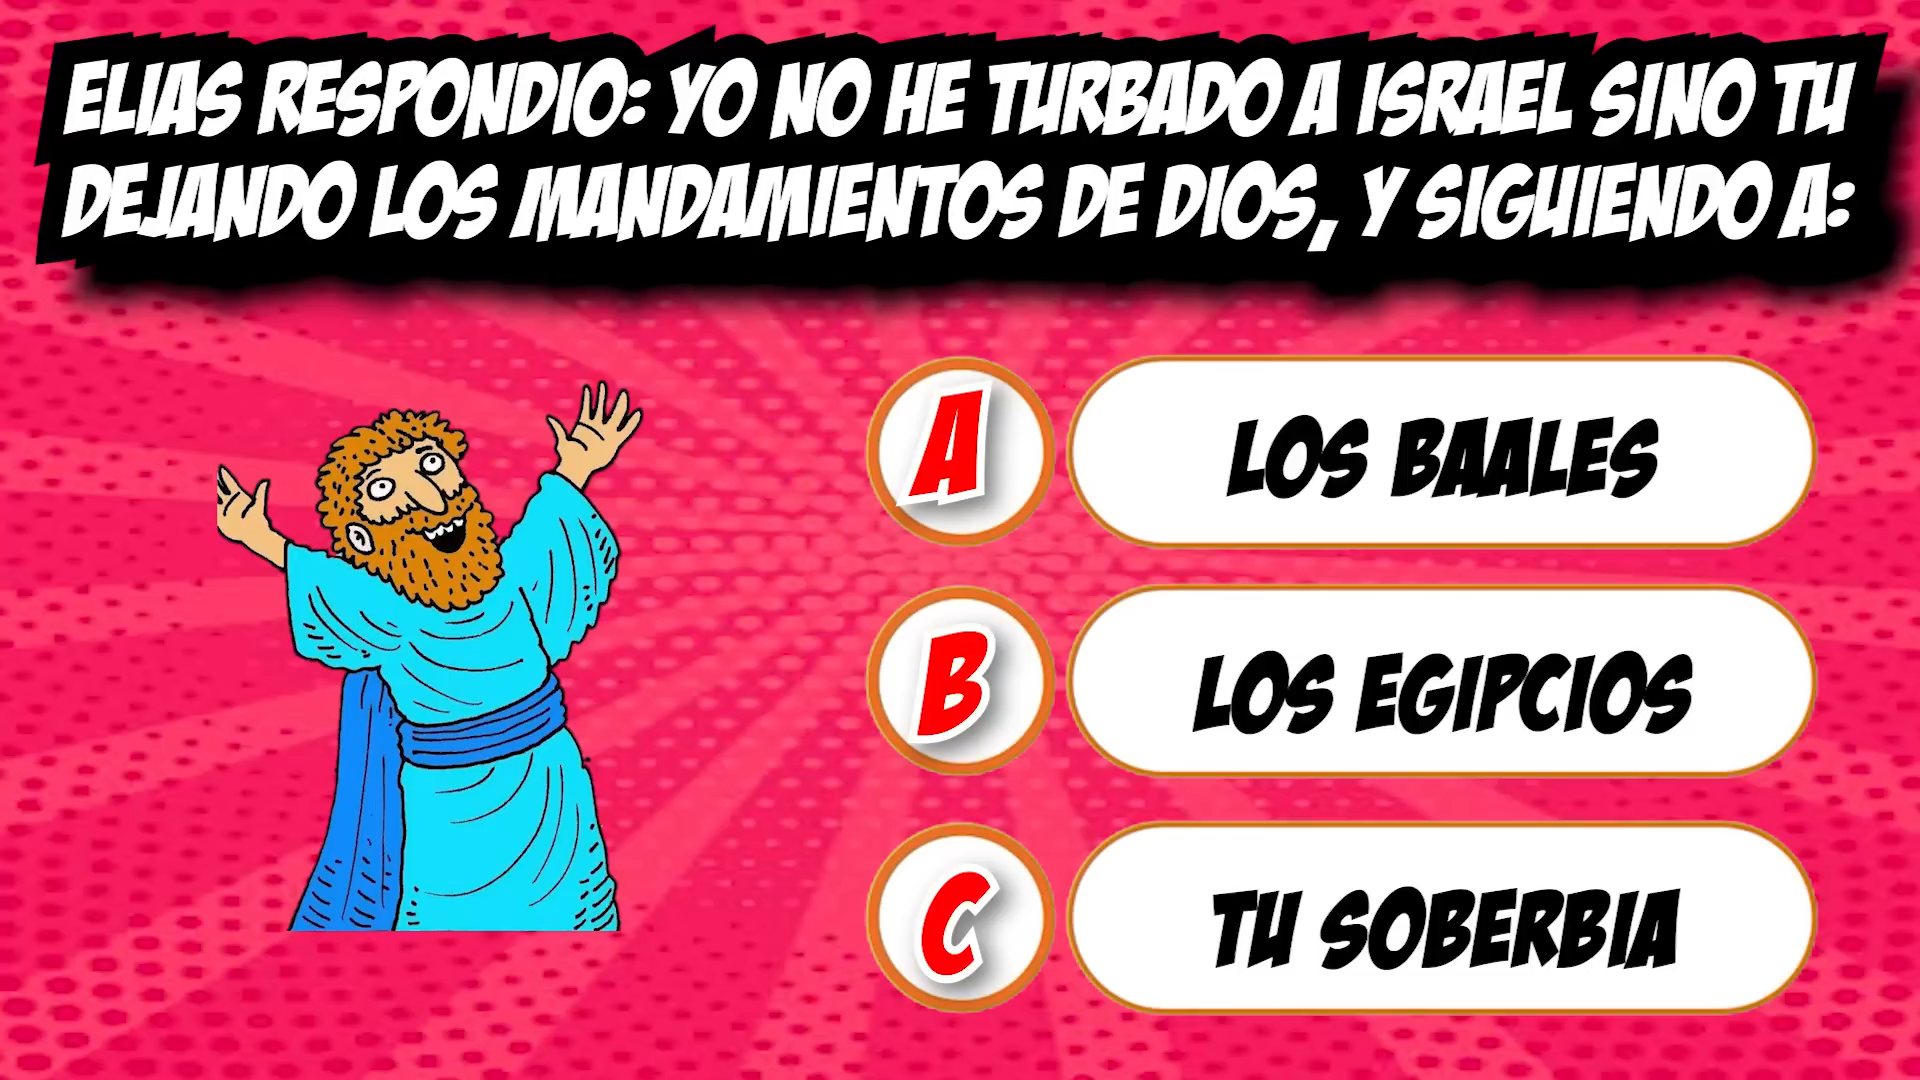 ELIAS RESPONDIO: YO NO HE TURBADO A ISRAEL SINO TU
DEJANDO LOS MANDAMIENTOS DE DIOS, Y SIGUIENDO A:
A LOS BAALES
B LOS EGIPCIOS
C TU SOBERBIA